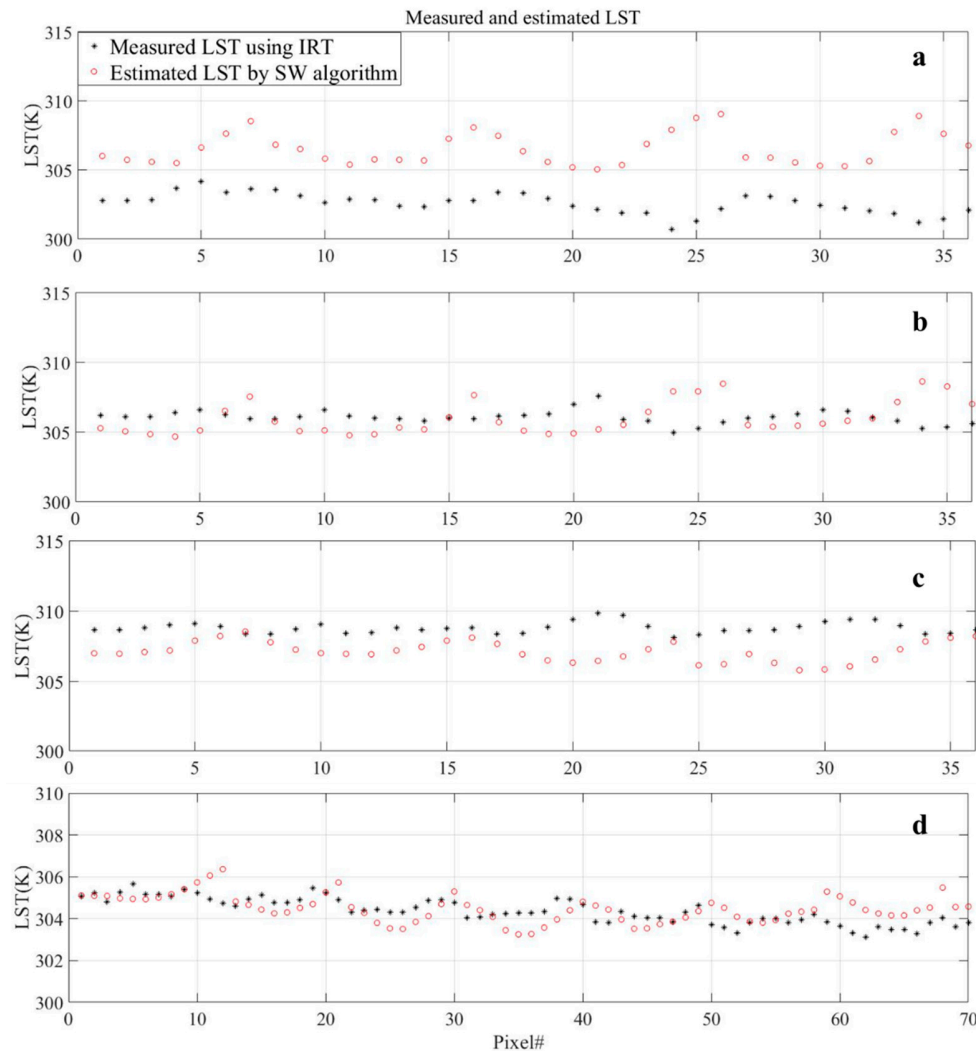 Measured and estimated LST
315
Measured LST using IRT
a
Estimated LST by SW algorithm
310
LST(K)
305
300
0 5 10 15 20 25 30 35
315
b
310
LST(K)
305
300
0 5 10 15 20 25 30 35
315
c
310
LST(K)
305
300
0 5 10 15 20 25 30 35
310
d
308
306
LST(K)
304
302
300
0 10 20 30 40 50 60 70
Pixel#